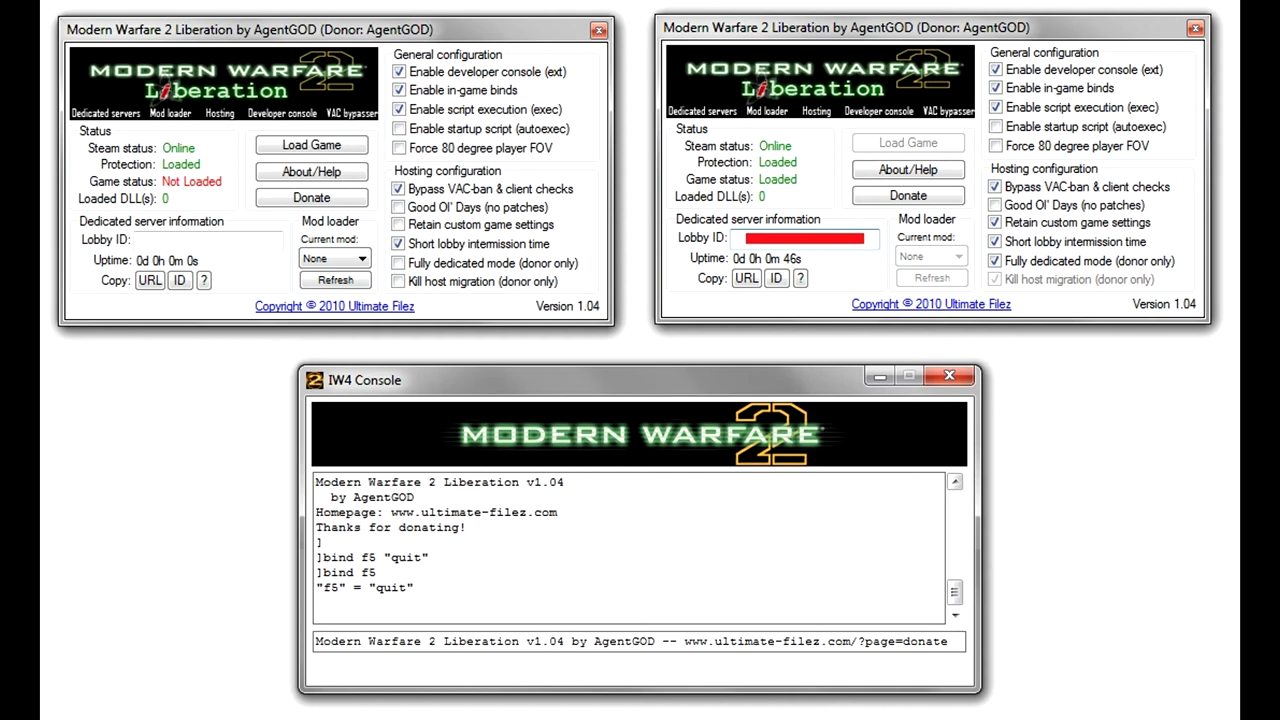 Modern Warfare 2 Liberation by AgentGOD (Donor: AgentGOD)
MODERN WARFARE 2
Liberation
Dedicated servers Mod loader Hosting Developer console VAC bypasser
Status
Steam status: Online
Protection: Loaded
Game status: Not Loaded
Loaded DLL(s): 0
Load Game
About/Help
Donate
Dedicated server information
Lobby ID:
Uptime: 0d 0h 0m 0s
Copy: URL ID ?
Mod loader
Current mod:
None
Refresh
General configuration
Enable developer console (ext)
Enable in-game binds
Enable script execution (exec)
Enable startup script (autoexec)
Force 80 degree player FOV
Hosting configuration
Bypass VAC-ban & client checks
Good Ol' Days (no patches)
Retain custom game settings
Short lobby intermission time
Fully dedicated mode (donor only)
Kill host migration (donor only)
Copyright © 2010 Ultimate Filez
Version 1.04
Modern Warfare 2 Liberation by AgentGOD (Donor: AgentGOD)
MODERN WARFARE 2
Liberation
Dedicated servers Mod loader Hosting Developer console VAC bypasser
Status
Steam status: Online
Protection: Loaded
Game status: Loaded
Loaded DLL(s): 0
Load Game
About/Help
Donate
Dedicated server information
Lobby ID:
Uptime: 0d 0h 0m 46s
Copy: URL ID ?
Mod loader
Current mod:
None
Refresh
General configuration
Enable developer console (ext)
Enable in-game binds
Enable script execution (exec)
Enable startup script (autoexec)
Force 80 degree player FOV
Hosting configuration
Bypass VAC-ban & client checks
Good Ol' Days (no patches)
Retain custom game settings
Short lobby intermission time
Fully dedicated mode (donor only)
Kill host migration (donor only)
Copyright © 2010 Ultimate Filez
Version 1.04
2 IW4 Console
MODERN WARFARE 2
Modern Warfare 2 Liberation v1.04
by AgentGOD
Homepage: www.ultimate-filez.com
Thanks for donating!
]
]bind f5 "quit"
]bind f5
"f5" = "quit"
Modern Warfare 2 Liberation v1.04 by AgentGOD -- www.ultimate-filez.com/?page=donate